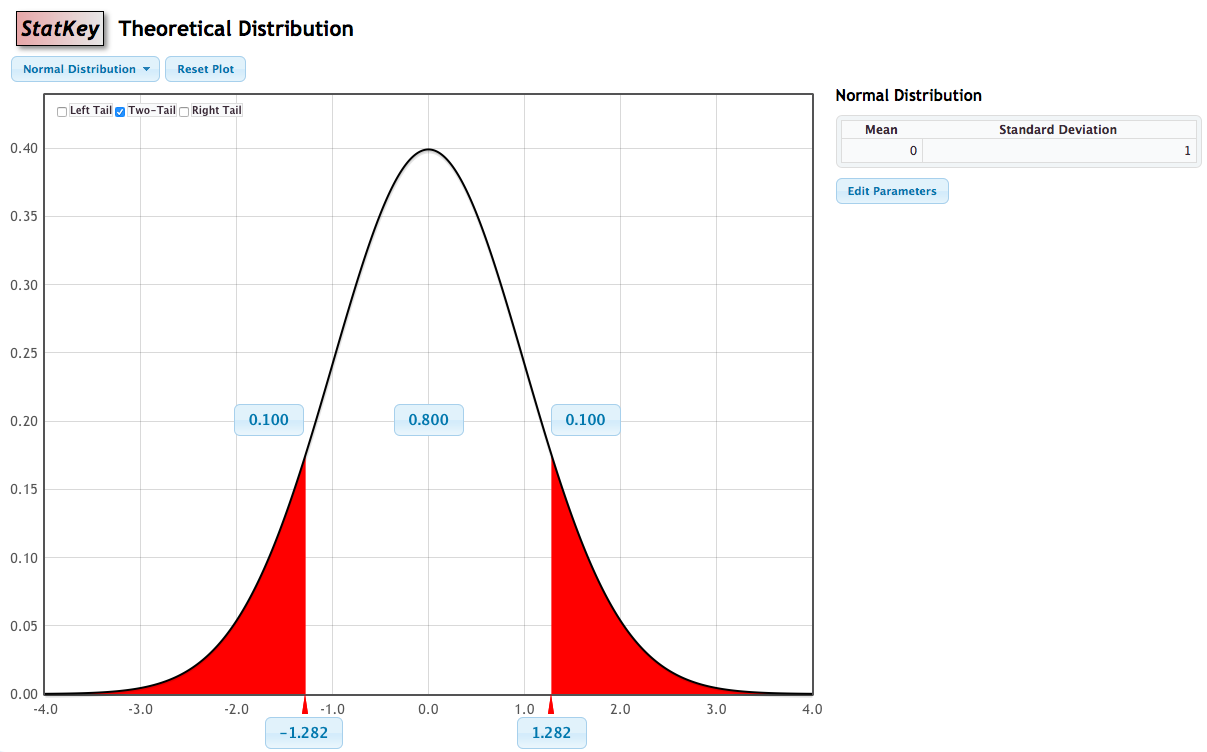 StatKey Theoretical Distribution
Normal Distribution Reset Plot
Left Tail Two-Tail Right Tail
0.40
0.35
0.30
0.25
0.20
0.15
0.10
0.05
0.00
0.100 0.800 0.100
-4.0 -3.0 -2.0 -1.0 0.0 1.0 2.0 3.0 4.0
-1.282 1.282
Normal Distribution
Mean Standard Deviation
0 1
Edit Parameters